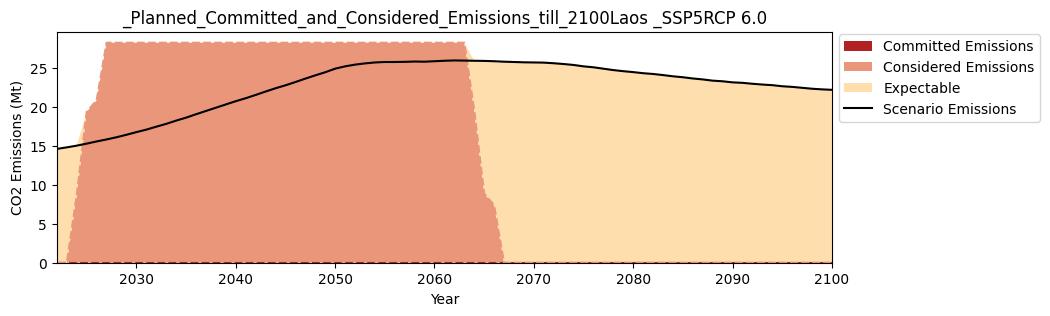 _Planned_Committed_and_Considered_Emissions_till_2100Laos _SSP5RCP 6.0
Committed Emissions
Considered Emissions
Expectable
Scenario Emissions
CO2 Emissions (Mt)
25
20
15
10
5
0
2030 2040 2050 2060 2070 2080 2090 2100
Year